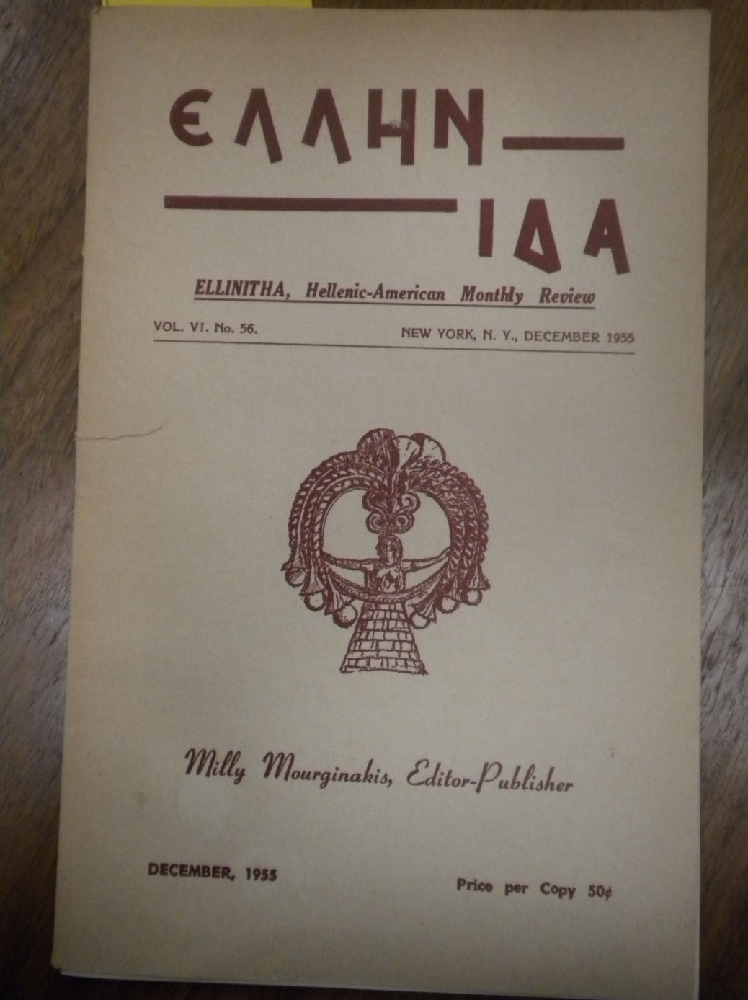 ΕΛΛΗΝ
ΙΔΑ
ELLINITHA, Hellenic-American Monthly Review
VOL. VI. No. 56. NEW YORK, N. Y., DECEMBER 1955
Milly Mourginakis, Editor-Publisher
DECEMBER, 1955 Price per Copy 50¢